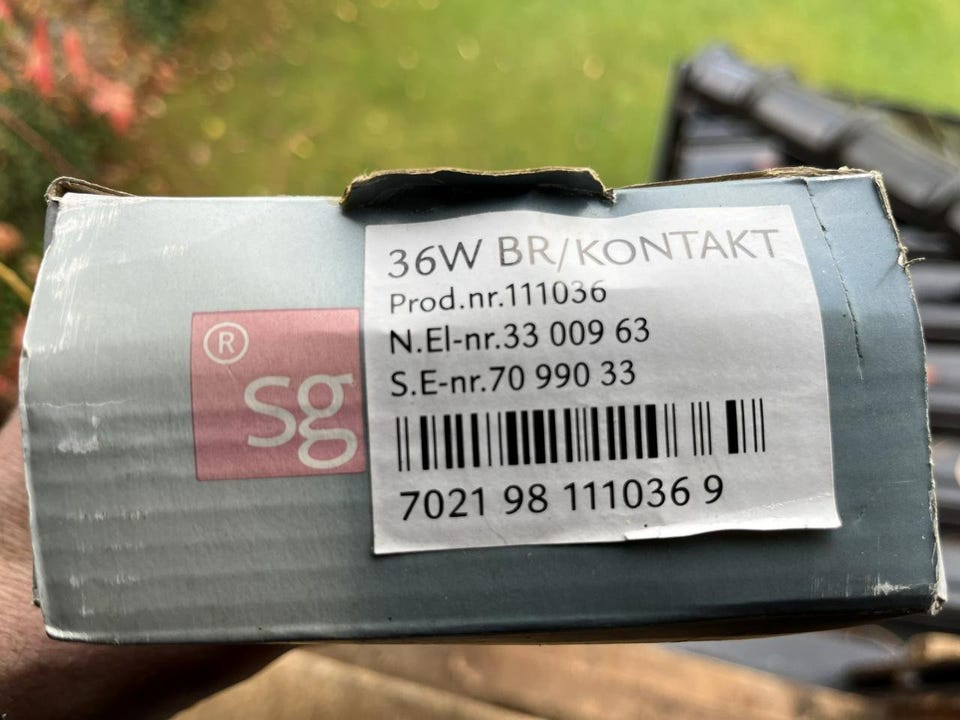 ® sg
36W BR/KONTAKT
Prod.nr.111036
N.El-nr.33 009 63
S.E-nr.70 990 33
7021 98 111036 9